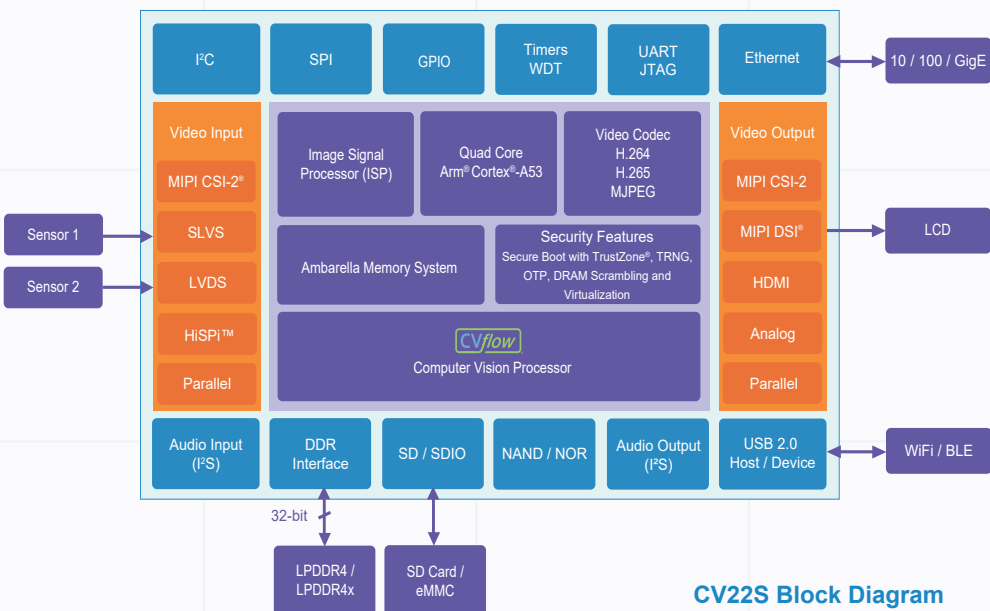 I²C
SPI
GPIO
Timers
WDT
UART
JTAG
Ethernet
10 / 100 / GigE
Video Input
MIPI CSI-2®
SLVS
LVDS
HiSPi™
Parallel
Sensor 1
Sensor 2
Image Signal
Processor (ISP)
Quad Core
Arm® Cortex®-A53
Video Codec
H.264
H.265
MJPEG
Ambarella Memory System
Security Features
Secure Boot with TrustZone®, TRNG,
OTP, DRAM Scrambling and
Virtualization
CVflow
Computer Vision Processor
Video Output
MIPI CSI-2
MIPI DSI®
HDMI
Analog
Parallel
LCD
Audio Input
(I²S)
DDR
Interface
SD / SDIO
NAND / NOR
Audio Output
(I²S)
USB 2.0
Host / Device
WiFi / BLE
32-bit
LPDDR4 /
LPDDR4x
SD Card /
eMMC
CV22S Block Diagram